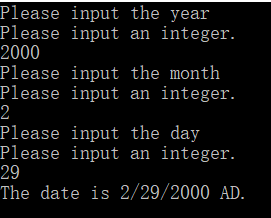 Please input the year
Please input an integer.
2000
Please input the month
Please input an integer.
2
Please input the day
Please input an integer.
29
The date is 2/29/2000 AD.